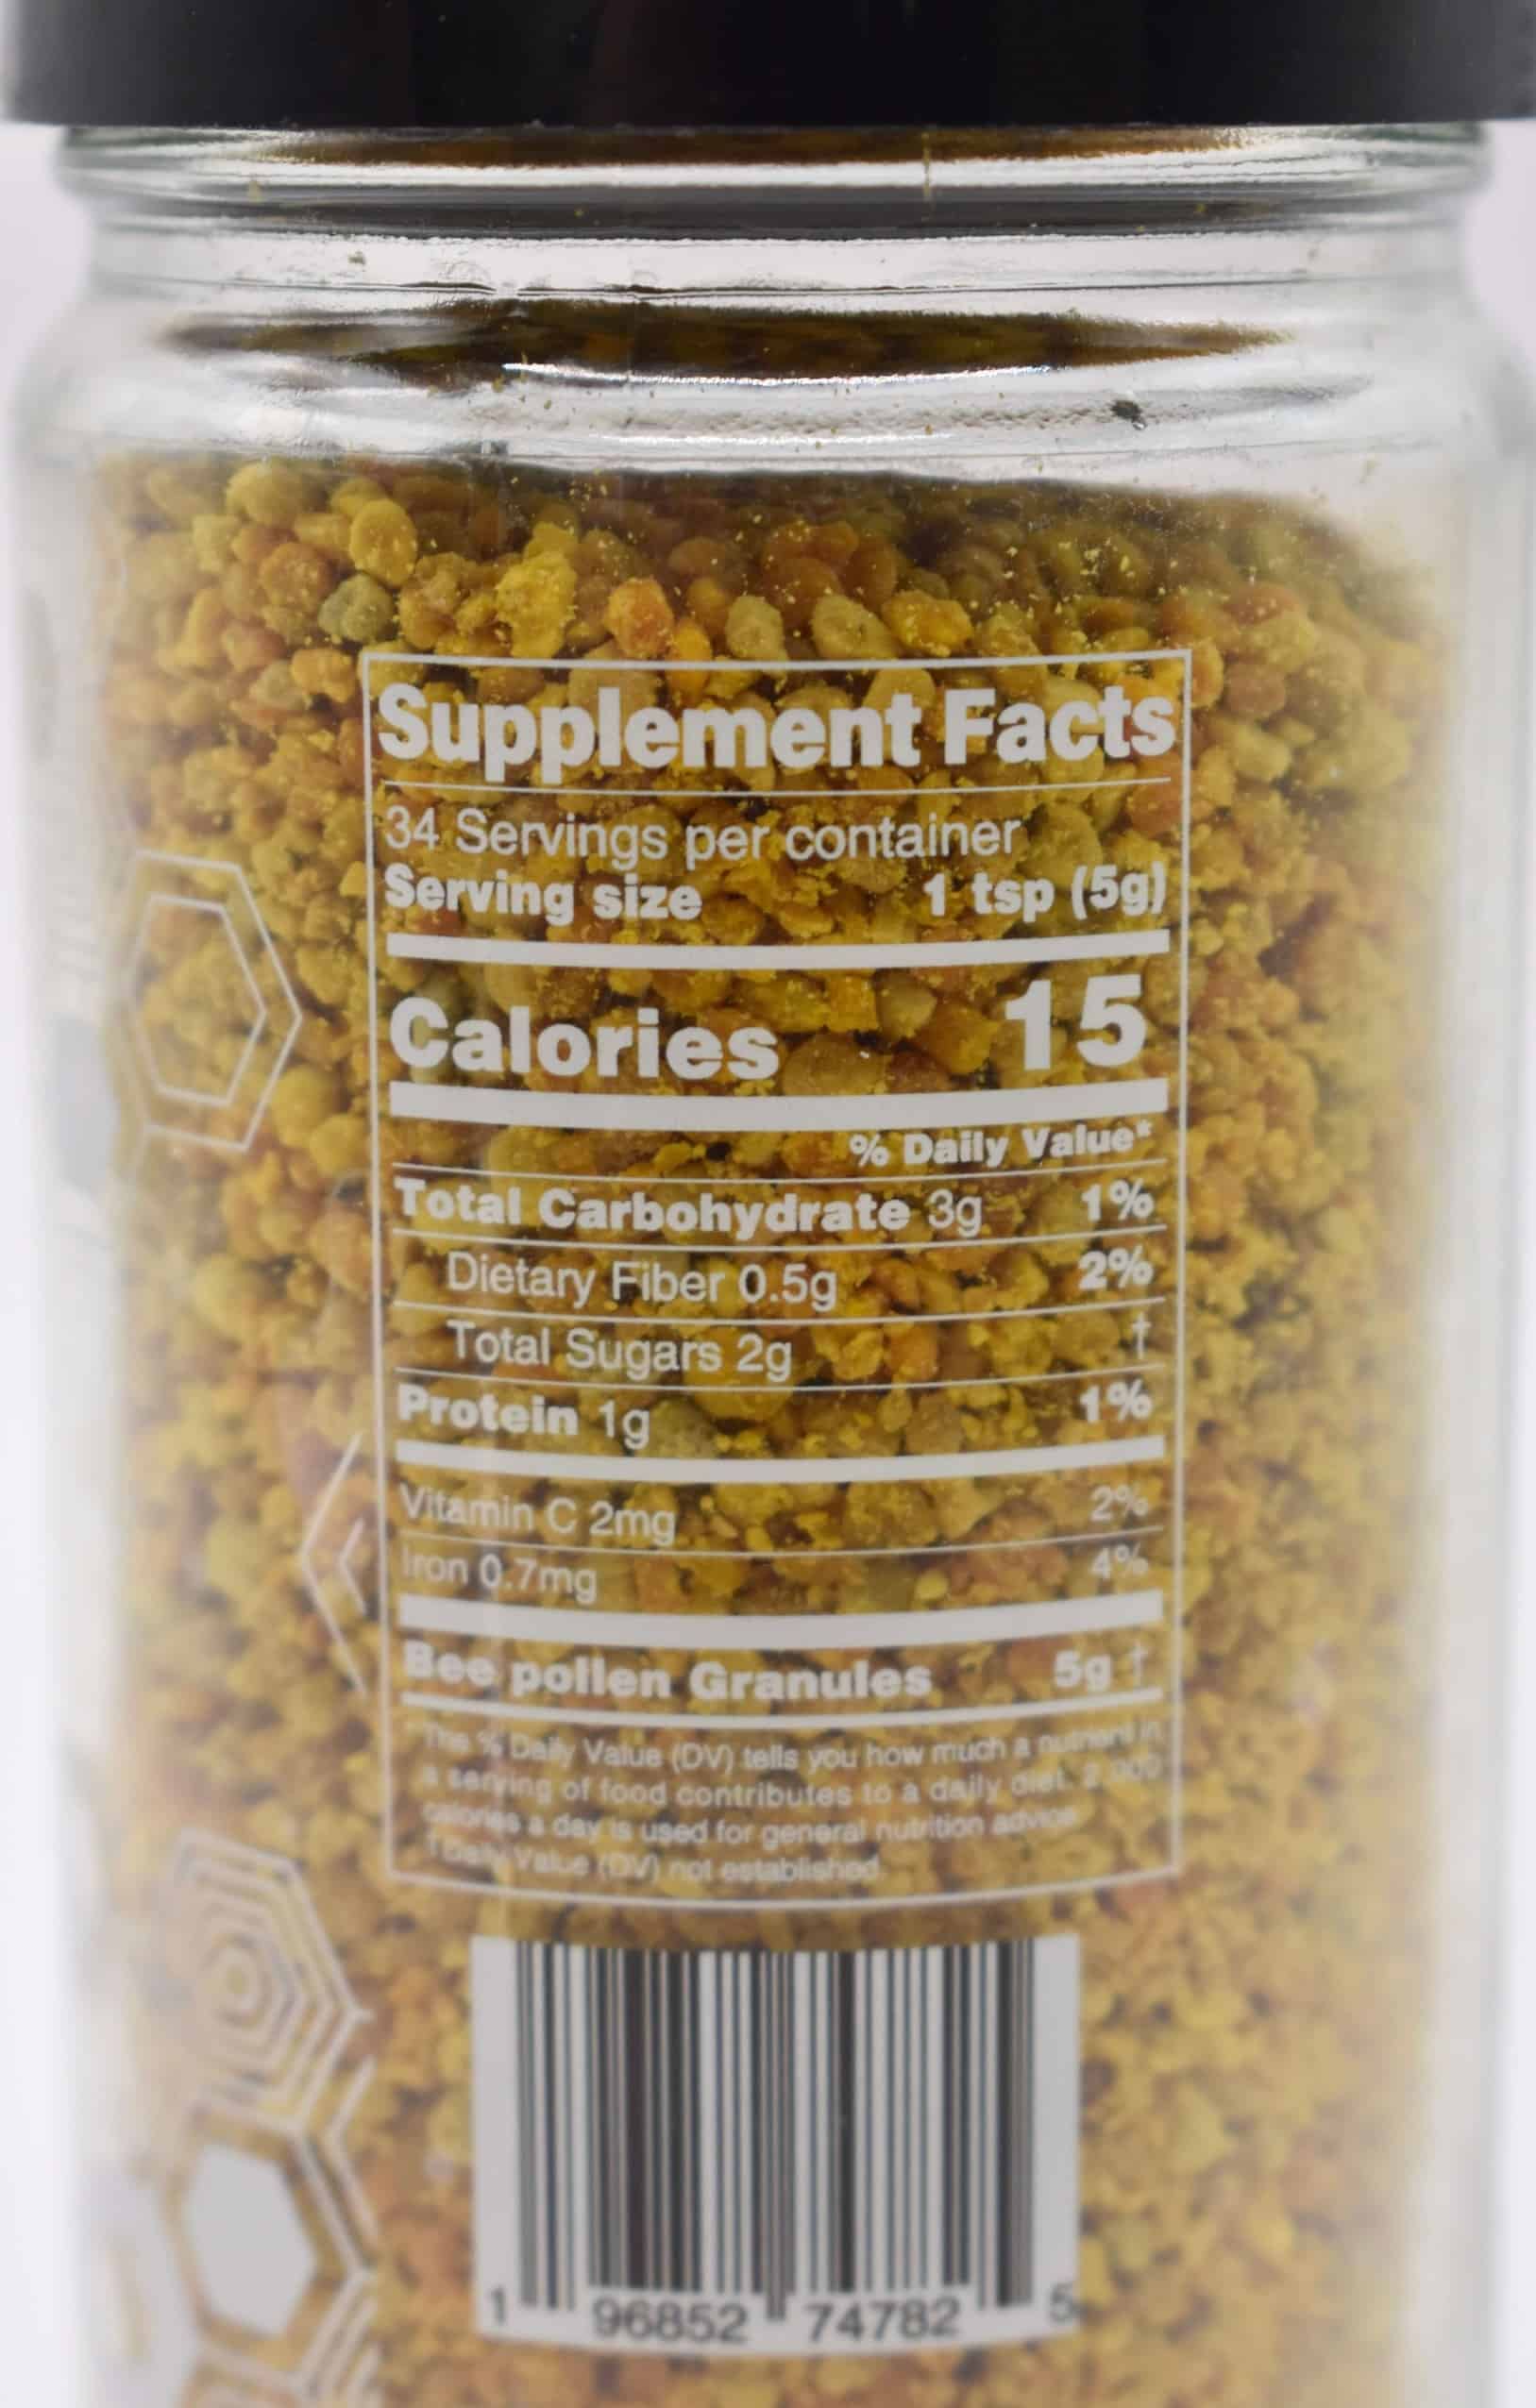 Supplement Facts
34 Servings per container
Serving size 1 tsp (5g)
Calories 15
% Daily Value*
Total Carbohydrate 3g 1%
Dietary Fiber 0.5g 2%
Total Sugars 2g †
Protein 1g 1%
Vitamin C 2mg 2%
Iron 0.7mg 4%
Bee pollen Granules 5g †
*The % Daily Value (DV) tells you how much a nutrient in
a serving of food contributes to a daily diet. 2,000
calories a day is used for general nutrition advice.
†Daily Value (DV) not established.
1 96852 74782 5